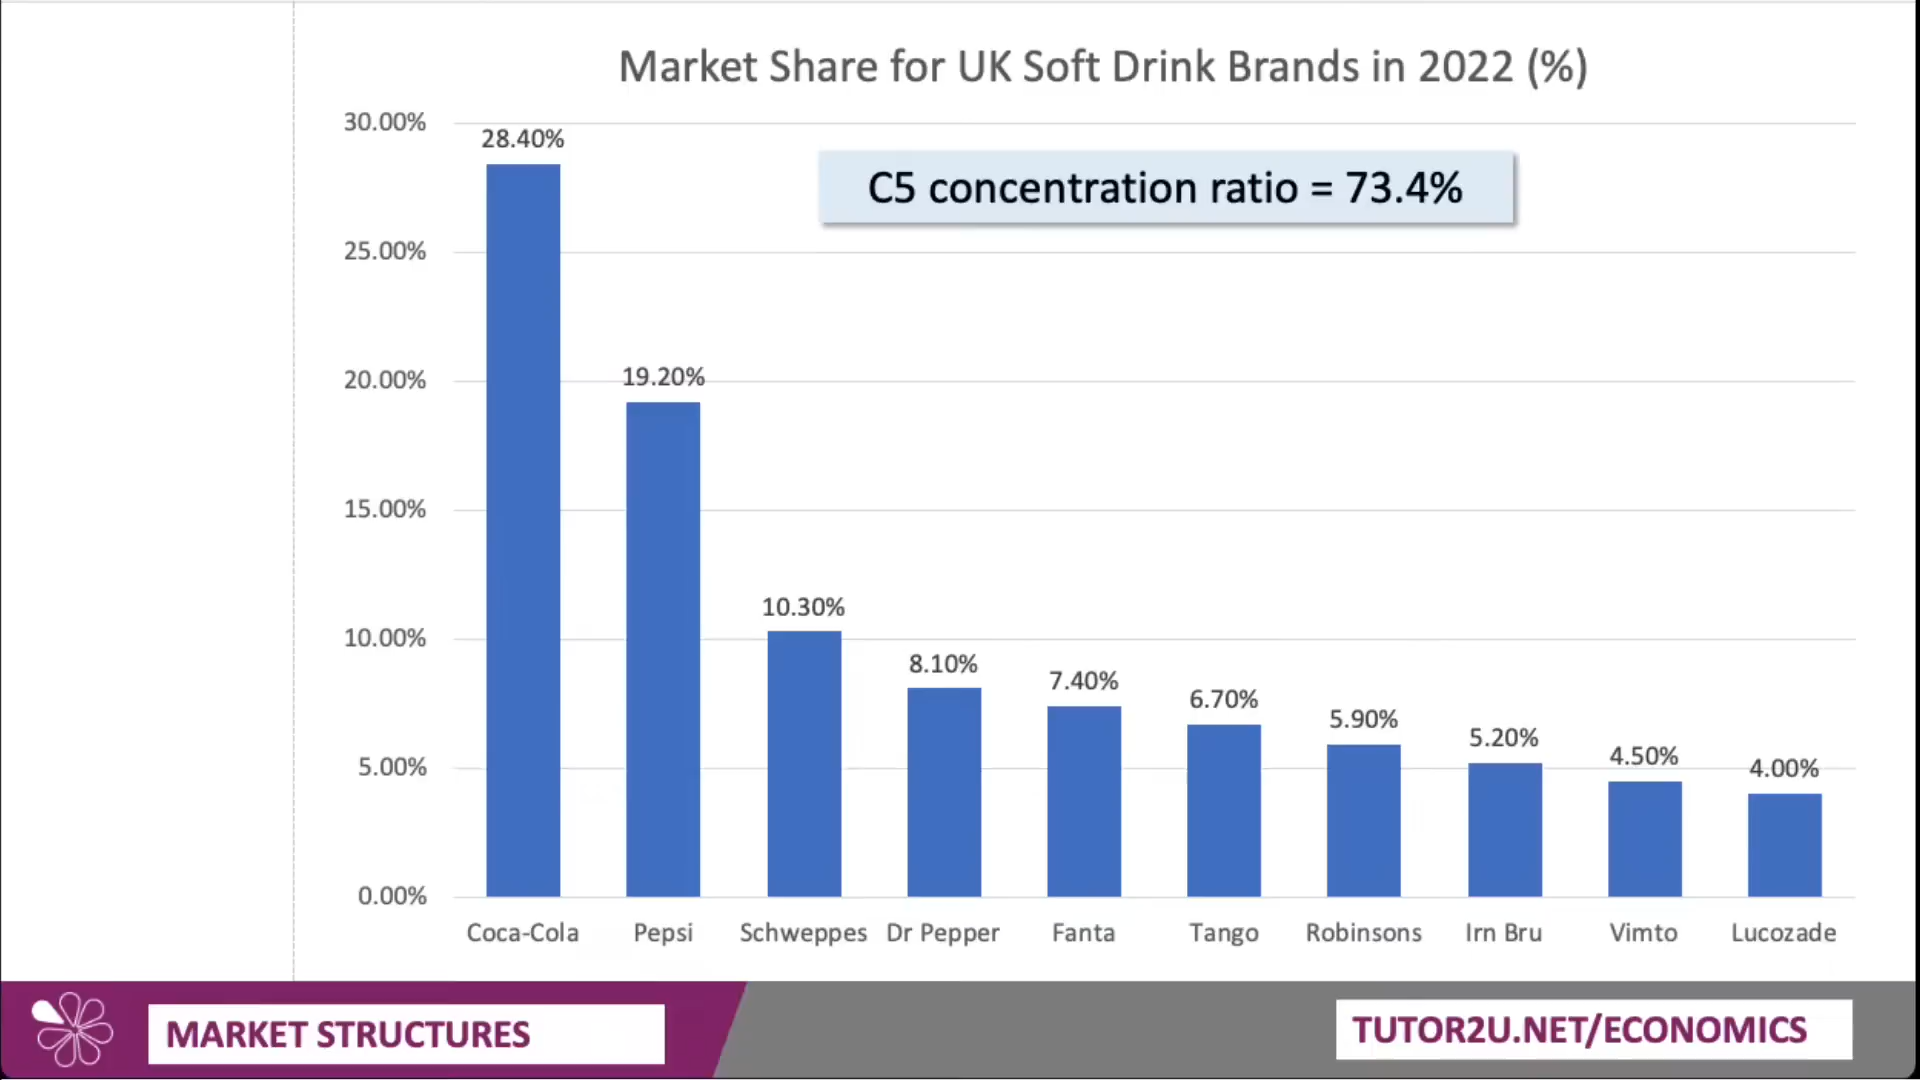 Market Share for UK Soft Drink Brands in 2022 (%)
C5 concentration ratio = 73.4%
30.00%
25.00%
20.00%
15.00%
10.00%
5.00%
0.00%
28.40%
19.20%
10.30%
8.10%
7.40%
6.70%
5.90%
5.20%
4.50%
4.00%
Coca-Cola
Pepsi
Schweppes
Dr Pepper
Fanta
Tango
Robinsons
Irn Bru
Vimto
Lucozade
MARKET STRUCTURES
TUTOR2U.NET/ECONOMICS